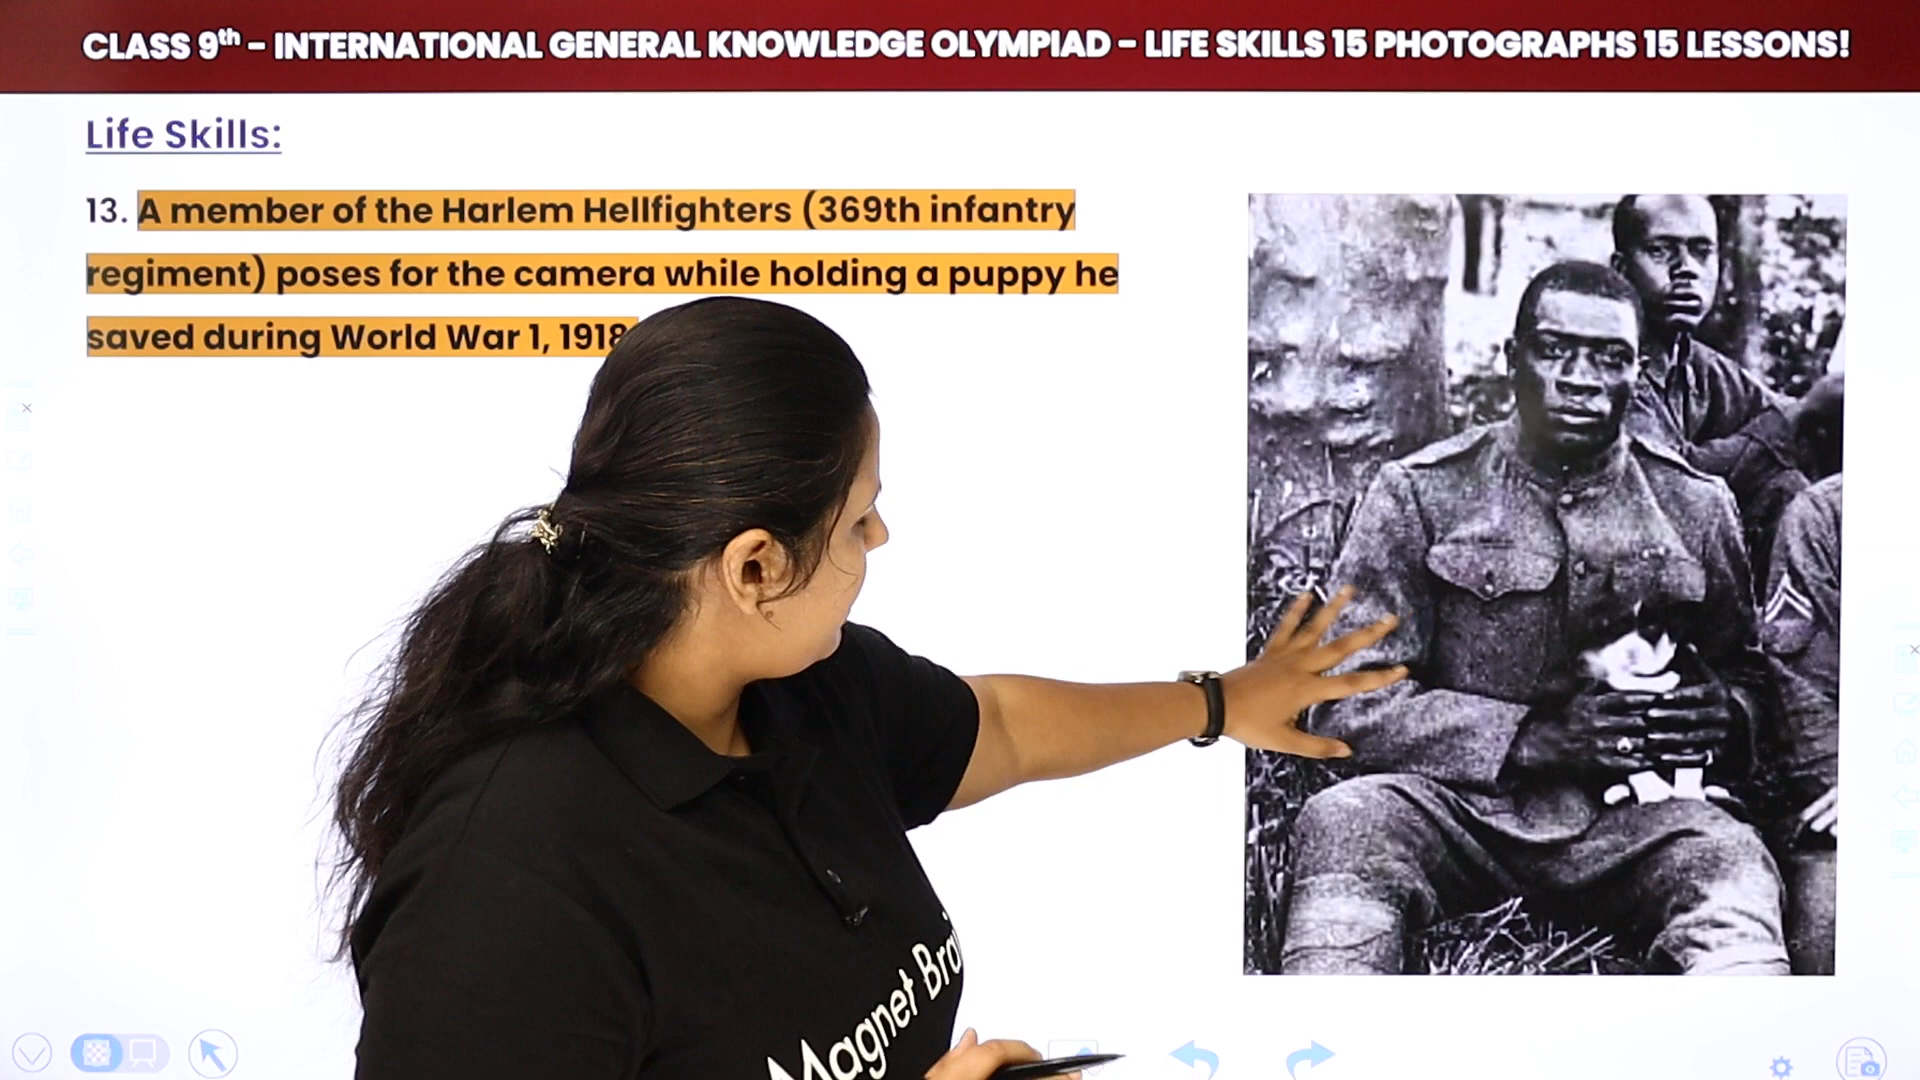 CLASS 9th - INTERNATIONAL GENERAL KNOWLEDGE OLYMPIAD - LIFE SKILLS 15 PHOTOGRAPHS 15 LESSONS!
Life Skills:
13. A member of the Harlem Hellfighters (369th infantry
regiment) poses for the camera while holding a puppy he
saved during World War 1, 1918
Magnet